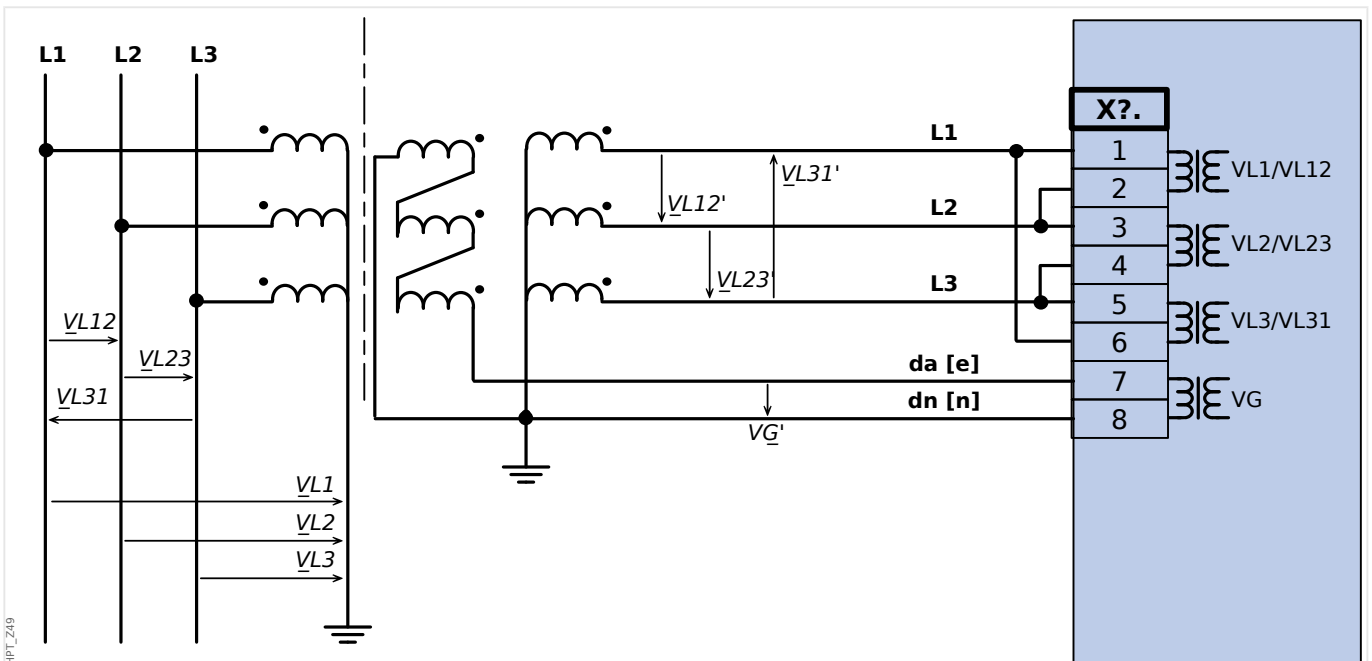 L1 L2 L3
X?.
L1
1
VL31'
VL1/VL12
2
VL12'
L2
3
VL2/VL23
4
VL23'
L3
5
VL12
VL3/VL31
6
VL23
da [e]
7
VL31
dn [n]
VG
8
VG'
VL1
VL2
VL3
HPT_Z49